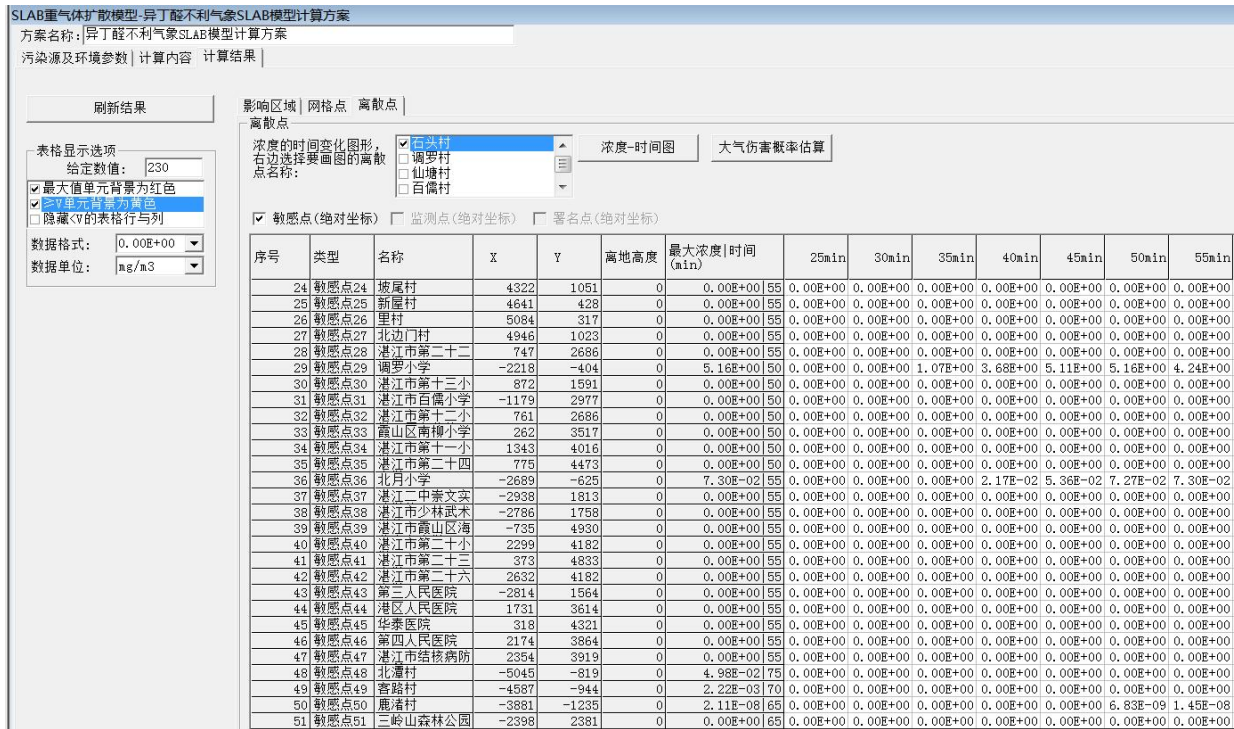 SLAB重气体扩散模型-异丁醛不利气象SLAB模型计算方案
方案名称: 异丁醛不利气象SLAB模型计算方案
污染源及环境参数 计算内容 计算结果
刷新结果
表格显示选项
给定数值: 230
最大值单元背景为红色
≥V单元背景为黄色
隐藏<V的表格行与列
数据格式: 0.00E+00
数据单位: mg/m3
影响区域 网格点 离散点
离散点
浓度的时间变化图形,
右边选择要画图的离散
点名称:
石头村
调罗村
仙塘村
百儒村
浓度-时间图 大气伤害概率估算
敏感点(绝对坐标) 监测点(绝对坐标) 署名点(绝对坐标)
序号 类型 名称 X Y 离地高度 最大浓度|时间(min) 25min 30min 35min 40min 45min 50min 55min
24 敏感点24 坡尾村 4322 1051 0 0.00E+00|55 0.00E+00 0.00E+00 0.00E+00 0.00E+00 0.00E+00 0.00E+00 0.00E+00
25 敏感点25 新屋村 4641 428 0 0.00E+00|55 0.00E+00 0.00E+00 0.00E+00 0.00E+00 0.00E+00 0.00E+00 0.00E+00
26 敏感点26 里村 5084 317 0 0.00E+00|55 0.00E+00 0.00E+00 0.00E+00 0.00E+00 0.00E+00 0.00E+00 0.00E+00
27 敏感点27 北边门村 4946 1023 0 0.00E+00|55 0.00E+00 0.00E+00 0.00E+00 0.00E+00 0.00E+00 0.00E+00 0.00E+00
28 敏感点28 湛江市第二十二 747 2686 0 0.00E+00|55 0.00E+00 0.00E+00 0.00E+00 0.00E+00 0.00E+00 0.00E+00 0.00E+00
29 敏感点29 调罗小学 -2218 -404 0 5.16E+00|50 0.00E+00 0.00E+00 1.07E+00 3.68E+00 5.11E+00 5.16E+00 4.24E+00
30 敏感点30 湛江市第十三小 872 1591 0 0.00E+00|50 0.00E+00 0.00E+00 0.00E+00 0.00E+00 0.00E+00 0.00E+00 0.00E+00
31 敏感点31 湛江市百儒小学 -1179 2977 0 0.00E+00|50 0.00E+00 0.00E+00 0.00E+00 0.00E+00 0.00E+00 0.00E+00 0.00E+00
32 敏感点32 湛江市第十二小 761 2686 0 0.00E+00|50 0.00E+00 0.00E+00 0.00E+00 0.00E+00 0.00E+00 0.00E+00 0.00E+00
33 敏感点33 霞山区南柳小学 262 3517 0 0.00E+00|50 0.00E+00 0.00E+00 0.00E+00 0.00E+00 0.00E+00 0.00E+00 0.00E+00
34 敏感点34 湛江市第十一小 1343 4016 0 0.00E+00|50 0.00E+00 0.00E+00 0.00E+00 0.00E+00 0.00E+00 0.00E+00 0.00E+00
35 敏感点35 湛江市第二十四 775 4473 0 0.00E+00|50 0.00E+00 0.00E+00 0.00E+00 0.00E+00 0.00E+00 0.00E+00 0.00E+00
36 敏感点36 北月小学 -2689 -625 0 7.30E-02|55 0.00E+00 0.00E+00 0.00E+00 2.17E-02 5.36E-02 7.27E-02 7.30E-02
37 敏感点37 湛江二中崇文实 -2938 1813 0 0.00E+00|55 0.00E+00 0.00E+00 0.00E+00 0.00E+00 0.00E+00 0.00E+00 0.00E+00
38 敏感点38 湛江市少林武术 -2786 1758 0 0.00E+00|55 0.00E+00 0.00E+00 0.00E+00 0.00E+00 0.00E+00 0.00E+00 0.00E+00
39 敏感点39 湛江市霞山区海 -735 4930 0 0.00E+00|55 0.00E+00 0.00E+00 0.00E+00 0.00E+00 0.00E+00 0.00E+00 0.00E+00
40 敏感点40 湛江市第二十小 2299 4182 0 0.00E+00|55 0.00E+00 0.00E+00 0.00E+00 0.00E+00 0.00E+00 0.00E+00 0.00E+00
41 敏感点41 湛江市第二十三 373 4833 0 0.00E+00|55 0.00E+00 0.00E+00 0.00E+00 0.00E+00 0.00E+00 0.00E+00 0.00E+00
42 敏感点42 湛江市第二十六 2632 4182 0 0.00E+00|55 0.00E+00 0.00E+00 0.00E+00 0.00E+00 0.00E+00 0.00E+00 0.00E+00
43 敏感点43 第三人民医院 -2814 1564 0 0.00E+00|55 0.00E+00 0.00E+00 0.00E+00 0.00E+00 0.00E+00 0.00E+00 0.00E+00
44 敏感点44 港区人民医院 1731 3614 0 0.00E+00|55 0.00E+00 0.00E+00 0.00E+00 0.00E+00 0.00E+00 0.00E+00 0.00E+00
45 敏感点45 华泰医院 318 4321 0 0.00E+00|55 0.00E+00 0.00E+00 0.00E+00 0.00E+00 0.00E+00 0.00E+00 0.00E+00
46 敏感点46 第四人民医院 2174 3864 0 0.00E+00|55 0.00E+00 0.00E+00 0.00E+00 0.00E+00 0.00E+00 0.00E+00 0.00E+00
47 敏感点47 湛江市结核病防 2354 3919 0 0.00E+00|55 0.00E+00 0.00E+00 0.00E+00 0.00E+00 0.00E+00 0.00E+00 0.00E+00
48 敏感点48 北潭村 -5045 -819 0 4.98E-02|75 0.00E+00 0.00E+00 0.00E+00 0.00E+00 0.00E+00 0.00E+00 0.00E+00
49 敏感点49 客路村 -4587 -944 0 2.22E-03|70 0.00E+00 0.00E+00 0.00E+00 0.00E+00 0.00E+00 0.00E+00 0.00E+00
50 敏感点50 鹿渚村 -3881 -1235 0 2.11E-08|65 0.00E+00 0.00E+00 0.00E+00 0.00E+00 0.00E+00 6.83E-09 1.45E-08
51 敏感点51 三岭山森林公园 -2398 2381 0 0.00E+00|65 0.00E+00 0.00E+00 0.00E+00 0.00E+00 0.00E+00 0.00E+00 0.00E+00